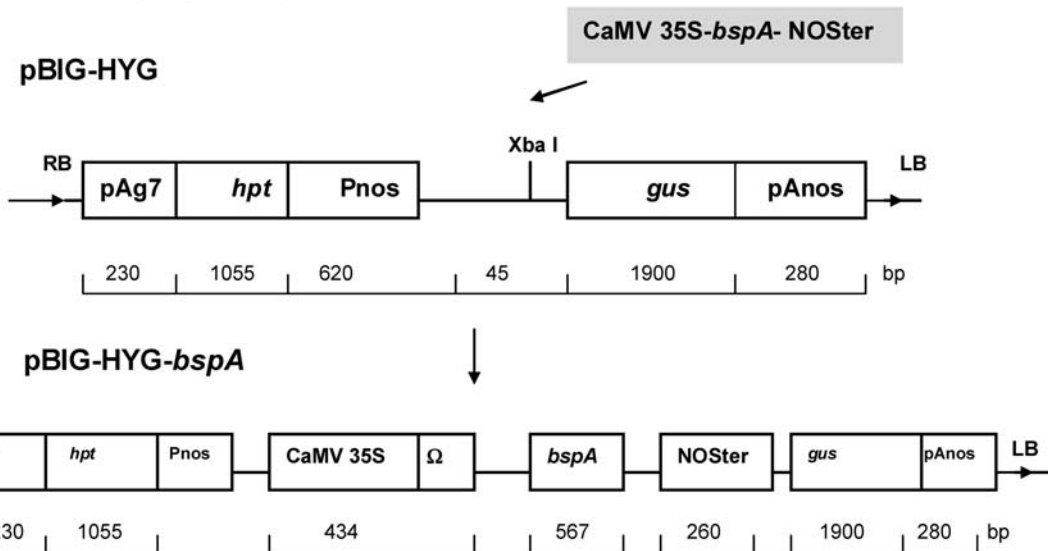 CaMV 35S-bspA- NOSter
pBIG-HYG
Xba I
RB LB
pAg7 hpt Pnos gus pAnos
230 1055 620 45 1900 280 bp
pBIG-HYG-bspA
hpt Pnos CaMV 35S Ω bspA NOSter gus pAnos LB
30 1055 434 567 260 1900 280 bp